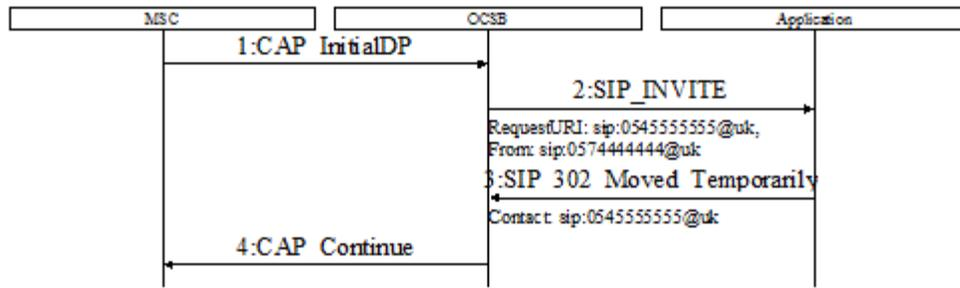 MSC OCSB Application
1:CAP InitialDP
2:SIP_INVITE
RequestURI: sip:0545555555@uk,
From: sip:0574444444@uk
3:SIP 302 Moved Temporarily
Contact: sip:0545555555@uk
4:CAP Continue